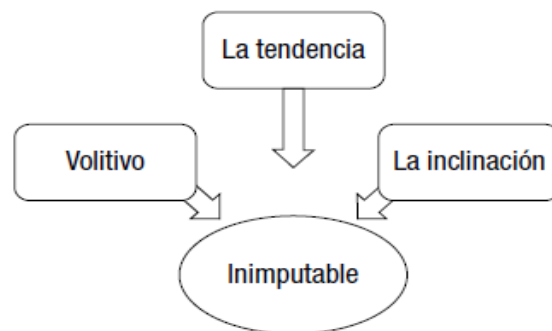 La tendencia
Volitivo
La inclinación
Inimputable